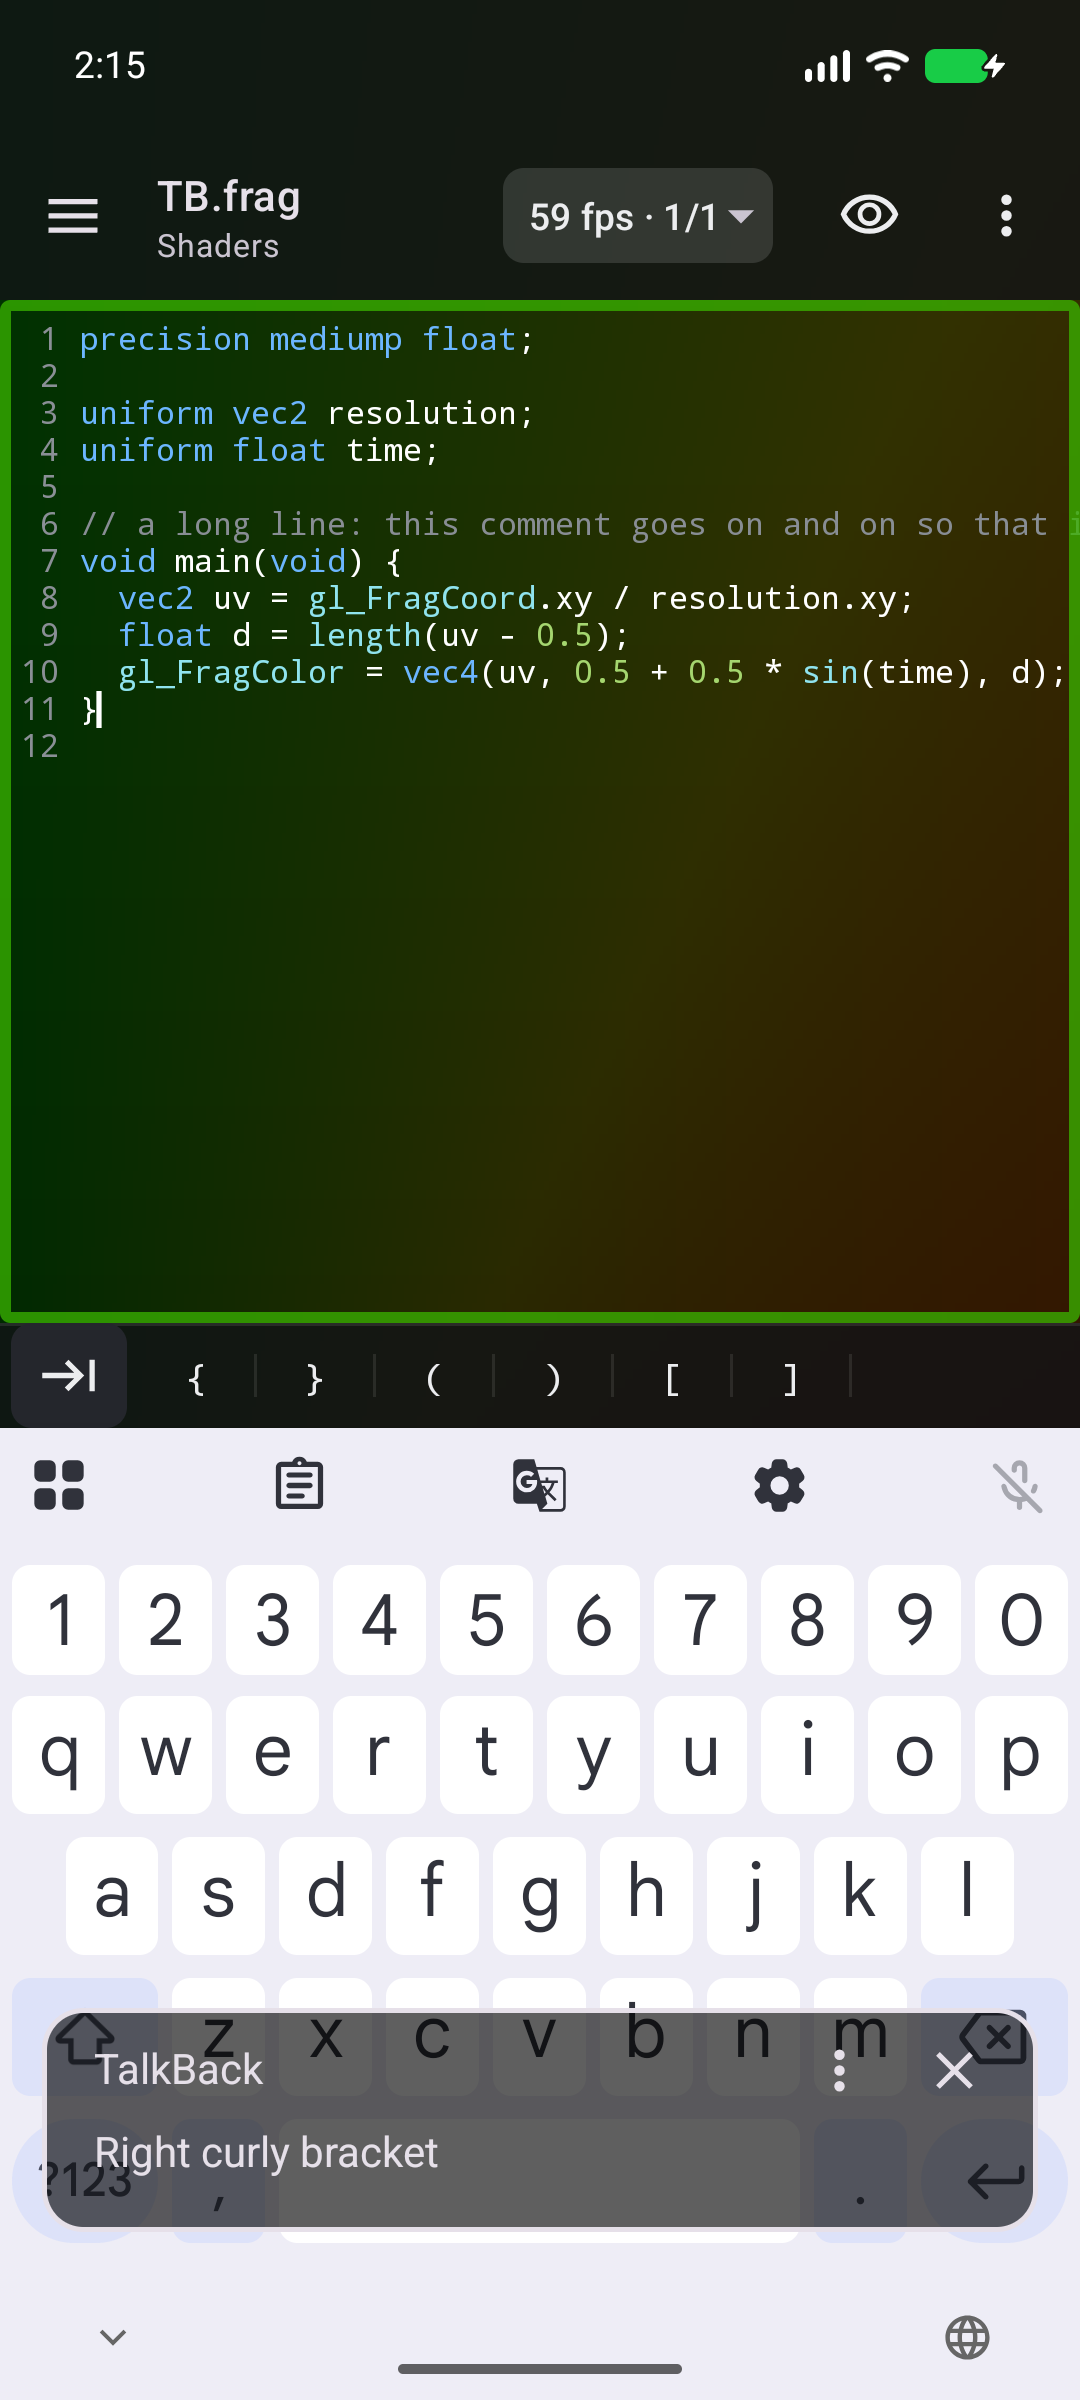 2:15
TB.frag
Shaders
59 fps · 1/1
1 precision mediump float;
2
3 uniform vec2 resolution;
4 uniform float time;
5
6 // a long line: this comment goes on and on so that i
7 void main(void) {
8   vec2 uv = gl_FragCoord.xy / resolution.xy;
9   float d = length(uv - 0.5);
10   gl_FragColor = vec4(uv, 0.5 + 0.5 * sin(time), d);
11 }
12
{ } ( ) [ ]
G 文
1 2 3 4 5 6 7 8 9 0
q w e r t y u i o p
a s d f g h j k l
z x c v b n m
TalkBack
Right curly bracket
?123 , .